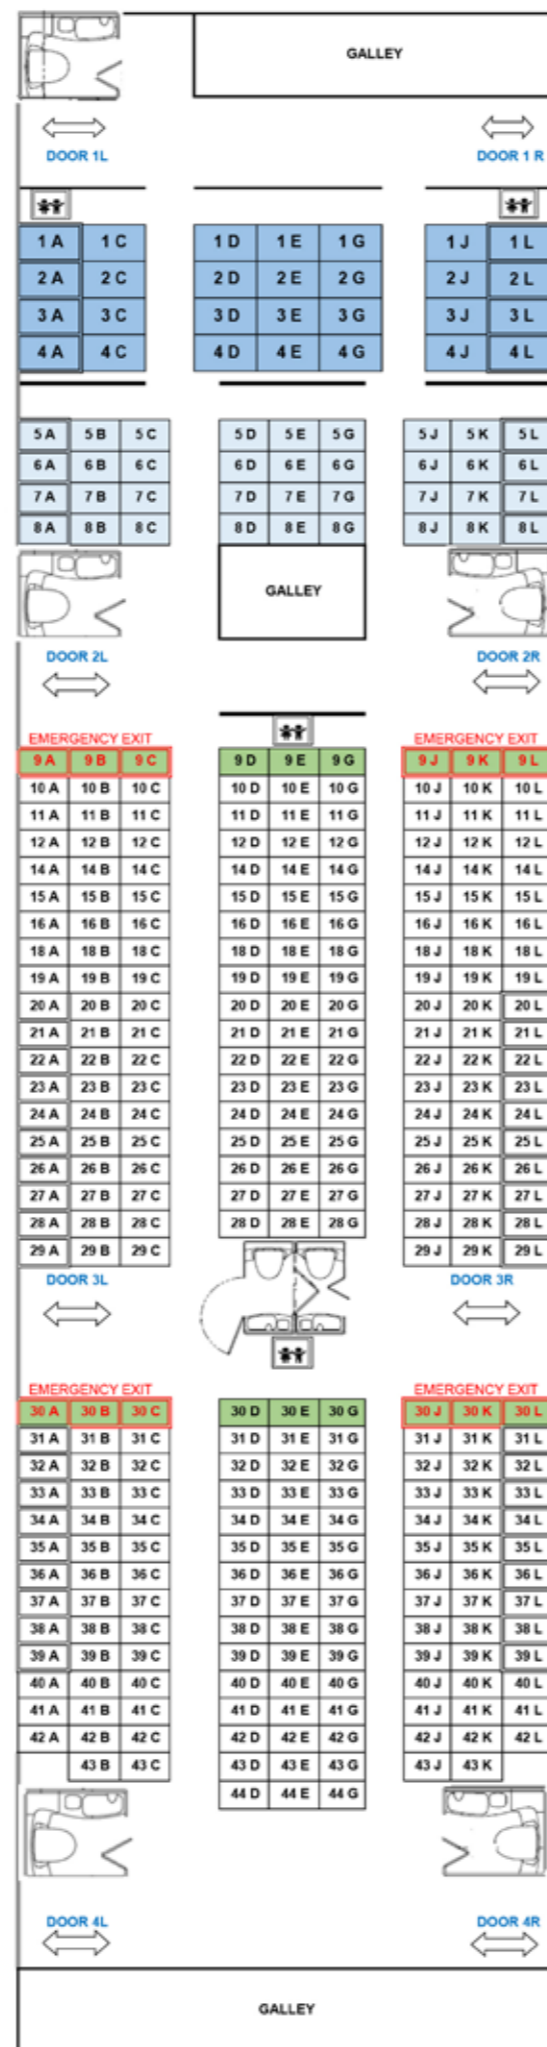 GALLEY
DOOR 1L DOOR 1 R
1 A 1 C 1 D 1 E 1 G 1 J 1 L
2 A 2 C 2 D 2 E 2 G 2 J 2 L
3 A 3 C 3 D 3 E 3 G 3 J 3 L
4 A 4 C 4 D 4 E 4 G 4 J 4 L
5 A 5 B 5 C 5 D 5 E 5 G 5 J 5 K 5 L
6 A 6 B 6 C 6 D 6 E 6 G 6 J 6 K 6 L
7 A 7 B 7 C 7 D 7 E 7 G 7 J 7 K 7 L
8 A 8 B 8 C 8 D 8 E 8 G 8 J 8 K 8 L
GALLEY
DOOR 2L DOOR 2R
EMERGENCY EXIT EMERGENCY EXIT
9 A 9 B 9 C 9 D 9 E 9 G 9 J 9 K 9 L
10 A 10 B 10 C 10 D 10 E 10 G 10 J 10 K 10 L
11 A 11 B 11 C 11 D 11 E 11 G 11 J 11 K 11 L
12 A 12 B 12 C 12 D 12 E 12 G 12 J 12 K 12 L
14 A 14 B 14 C 14 D 14 E 14 G 14 J 14 K 14 L
15 A 15 B 15 C 15 D 15 E 15 G 15 J 15 K 15 L
16 A 16 B 16 C 16 D 16 E 16 G 16 J 16 K 16 L
18 A 18 B 18 C 18 D 18 E 18 G 18 J 18 K 18 L
19 A 19 B 19 C 19 D 19 E 19 G 19 J 19 K 19 L
20 A 20 B 20 C 20 D 20 E 20 G 20 J 20 K 20 L
21 A 21 B 21 C 21 D 21 E 21 G 21 J 21 K 21 L
22 A 22 B 22 C 22 D 22 E 22 G 22 J 22 K 22 L
23 A 23 B 23 C 23 D 23 E 23 G 23 J 23 K 23 L
24 A 24 B 24 C 24 D 24 E 24 G 24 J 24 K 24 L
25 A 25 B 25 C 25 D 25 E 25 G 25 J 25 K 25 L
26 A 26 B 26 C 26 D 26 E 26 G 26 J 26 K 26 L
27 A 27 B 27 C 27 D 27 E 27 G 27 J 27 K 27 L
28 A 28 B 28 C 28 D 28 E 28 G 28 J 28 K 28 L
29 A 29 B 29 C 29 J 29 K 29 L
DOOR 3L DOOR 3R
EMERGENCY EXIT EMERGENCY EXIT
30 A 30 B 30 C 30 D 30 E 30 G 30 J 30 K 30 L
31 A 31 B 31 C 31 D 31 E 31 G 31 J 31 K 31 L
32 A 32 B 32 C 32 D 32 E 32 G 32 J 32 K 32 L
33 A 33 B 33 C 33 D 33 E 33 G 33 J 33 K 33 L
34 A 34 B 34 C 34 D 34 E 34 G 34 J 34 K 34 L
35 A 35 B 35 C 35 D 35 E 35 G 35 J 35 K 35 L
36 A 36 B 36 C 36 D 36 E 36 G 36 J 36 K 36 L
37 A 37 B 37 C 37 D 37 E 37 G 37 J 37 K 37 L
38 A 38 B 38 C 38 D 38 E 38 G 38 J 38 K 38 L
39 A 39 B 39 C 39 D 39 E 39 G 39 J 39 K 39 L
40 A 40 B 40 C 40 D 40 E 40 G 40 J 40 K 40 L
41 A 41 B 41 C 41 D 41 E 41 G 41 J 41 K 41 L
42 A 42 B 42 C 42 D 42 E 42 G 42 J 42 K 42 L
43 B 43 C 43 D 43 E 43 G 43 J 43 K
44 D 44 E 44 G
DOOR 4L DOOR 4R
GALLEY